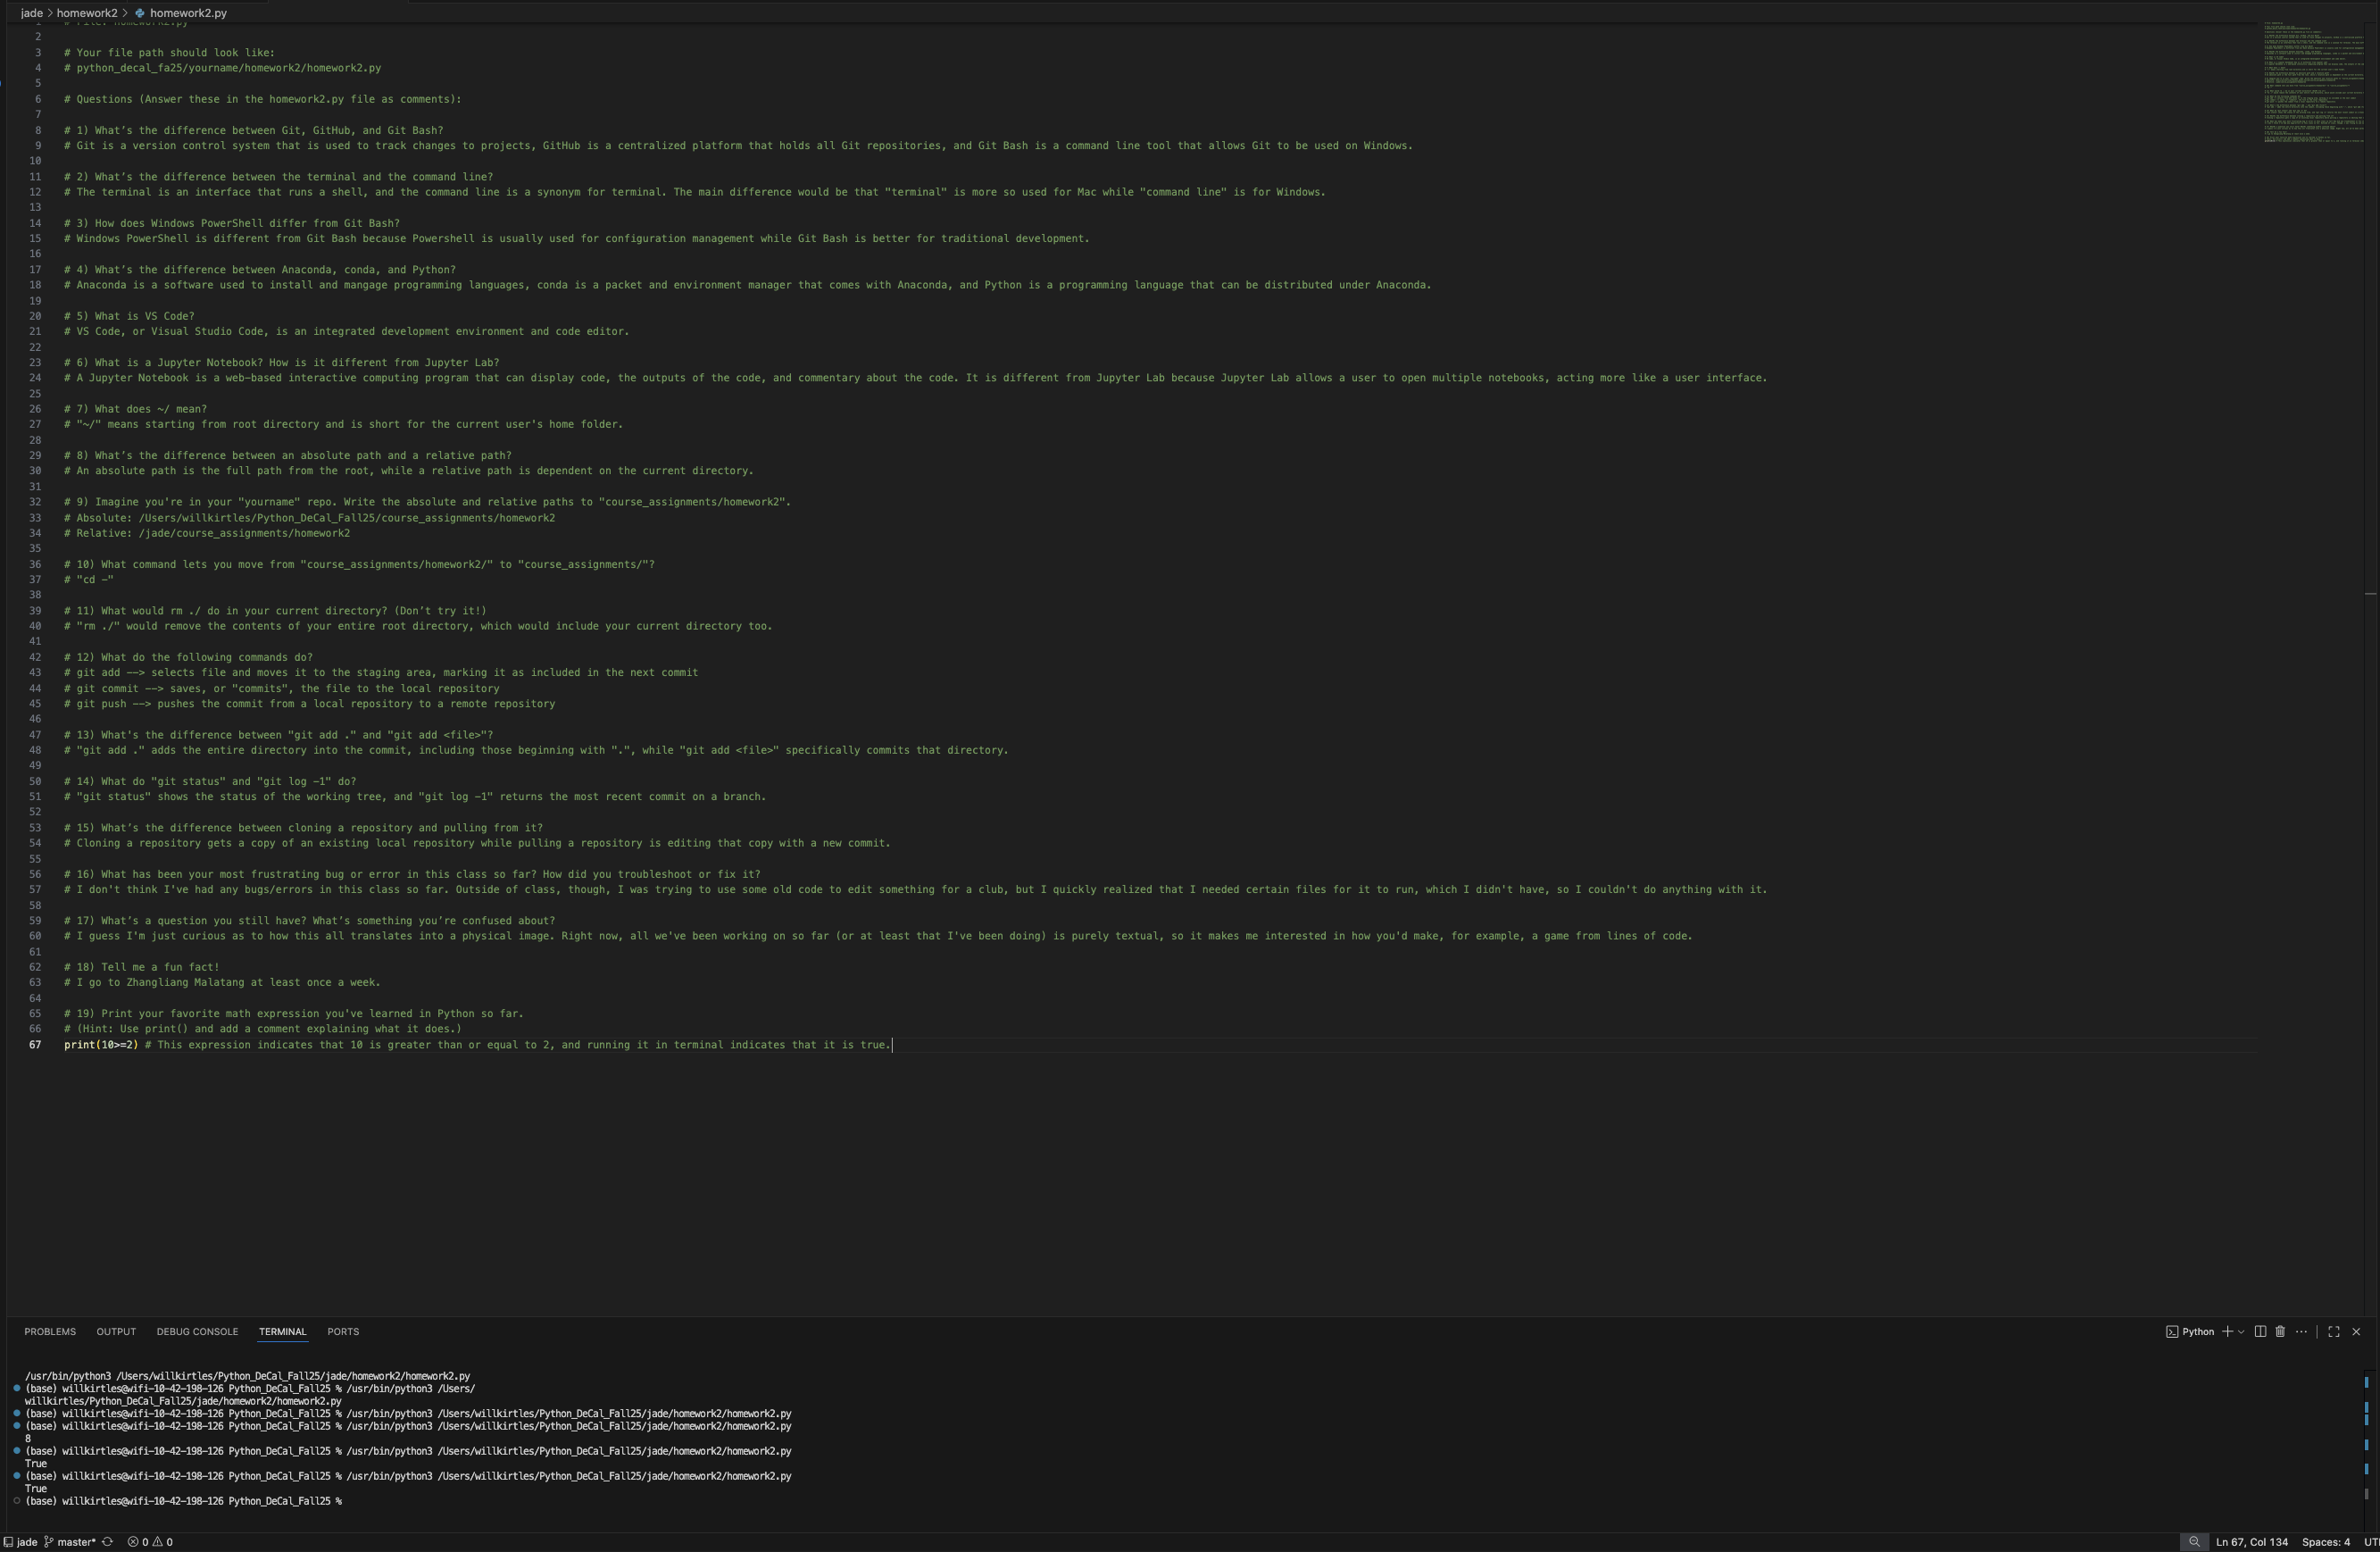 jade > homework2 > homework2.py
1 # File: homework2.py
2
3 # Your file path should look like:
4 # python_decal_fa25/yourname/homework2/homework2.py
5
6 # Questions (Answer these in the homework2.py file as comments):
7
8 # 1) What’s the difference between Git, GitHub, and Git Bash?
9 # Git is a version control system that is used to track changes to projects, GitHub is a centralized platform that holds all Git repositories, and Git Bash is a command line tool that allows Git to be used on Windows.
10
11 # 2) What’s the difference between the terminal and the command line?
12 # The terminal is an interface that runs a shell, and the command line is a synonym for terminal. The main difference would be that "terminal" is more so used for Mac while "command line" is for Windows.
13
14 # 3) How does Windows PowerShell differ from Git Bash?
15 # Windows PowerShell is different from Git Bash because Powershell is usually used for configuration management while Git Bash is better for traditional development.
16
17 # 4) What’s the difference between Anaconda, conda, and Python?
18 # Anaconda is a software used to install and mangage programming languages, conda is a packet and environment manager that comes with Anaconda, and Python is a programming language that can be distributed under Anaconda.
19
20 # 5) What is VS Code?
21 # VS Code, or Visual Studio Code, is an integrated development environment and code editor.
22
23 # 6) What is a Jupyter Notebook? How is it different from Jupyter Lab?
24 # A Jupyter Notebook is a web-based interactive computing program that can display code, the outputs of the code, and commentary about the code. It is different from Jupyter Lab because Jupyter Lab allows a user to open multiple notebooks, acting more like a user interface.
25
26 # 7) What does ~/ mean?
27 # "~/" means starting from root directory and is short for the current user's home folder.
28
29 # 8) What’s the difference between an absolute path and a relative path?
30 # An absolute path is the full path from the root, while a relative path is dependent on the current directory.
31
32 # 9) Imagine you're in your "yourname" repo. Write the absolute and relative paths to "course_assignments/homework2".
33 # Absolute: /Users/willkirtles/Python_DeCal_Fall25/course_assignments/homework2
34 # Relative: /jade/course_assignments/homework2
35
36 # 10) What command lets you move from "course_assignments/homework2/" to "course_assignments/"?
37 # "cd -"
38
39 # 11) What would rm ./ do in your current directory? (Don’t try it!)
40 # "rm ./" would remove the contents of your entire root directory, which would include your current directory too.
41
42 # 12) What do the following commands do?
43 # git add --> selects file and moves it to the staging area, marking it as included in the next commit
44 # git commit --> saves, or "commits", the file to the local repository
45 # git push --> pushes the commit from a local repository to a remote repository
46
47 # 13) What's the difference between "git add ." and "git add <file>"?
48 # "git add ." adds the entire directory into the commit, including those beginning with ".", while "git add <file>" specifically commits that directory.
49
50 # 14) What do "git status" and "git log -1" do?
51 # "git status" shows the status of the working tree, and "git log -1" returns the most recent commit on a branch.
52
53 # 15) What’s the difference between cloning a repository and pulling from it?
54 # Cloning a repository gets a copy of an existing local repository while pulling a repository is editing that copy with a new commit.
55
56 # 16) What has been your most frustrating bug or error in this class so far? How did you troubleshoot or fix it?
57 # I don't think I've had any bugs/errors in this class so far. Outside of class, though, I was trying to use some old code to edit something for a club, but I quickly realized that I needed certain files for it to run, which I didn't have, so I couldn't do anything with it.
58
59 # 17) What’s a question you still have? What’s something you’re confused about?
60 # I guess I'm just curious as to how this all translates into a physical image. Right now, all we've been working on so far (or at least that I've been doing) is purely textual, so it makes me interested in how you'd make, for example, a game from lines of code.
61
62 # 18) Tell me a fun fact!
63 # I go to Zhangliang Malatang at least once a week.
64
65 # 19) Print your favorite math expression you've learned in Python so far.
66 # (Hint: Use print() and add a comment explaining what it does.)
67 print(10>=2) # This expression indicates that 10 is greater than or equal to 2, and running it in terminal indicates that it is true.
PROBLEMS OUTPUT DEBUG CONSOLE TERMINAL PORTS Python
/usr/bin/python3 /Users/willkirtles/Python_DeCal_Fall25/jade/homework2/homework2.py
(base) willkirtles@wifi-10-42-198-126 Python_DeCal_Fall25 % /usr/bin/python3 /Users/
willkirtles/Python_DeCal_Fall25/jade/homework2/homework2.py
(base) willkirtles@wifi-10-42-198-126 Python_DeCal_Fall25 % /usr/bin/python3 /Users/willkirtles/Python_DeCal_Fall25/jade/homework2/homework2.py
(base) willkirtles@wifi-10-42-198-126 Python_DeCal_Fall25 % /usr/bin/python3 /Users/willkirtles/Python_DeCal_Fall25/jade/homework2/homework2.py
8
(base) willkirtles@wifi-10-42-198-126 Python_DeCal_Fall25 % /usr/bin/python3 /Users/willkirtles/Python_DeCal_Fall25/jade/homework2/homework2.py
True
(base) willkirtles@wifi-10-42-198-126 Python_DeCal_Fall25 % /usr/bin/python3 /Users/willkirtles/Python_DeCal_Fall25/jade/homework2/homework2.py
True
(base) willkirtles@wifi-10-42-198-126 Python_DeCal_Fall25 %
jade master* 0 0 Ln 67, Col 134 Spaces: 4 UT